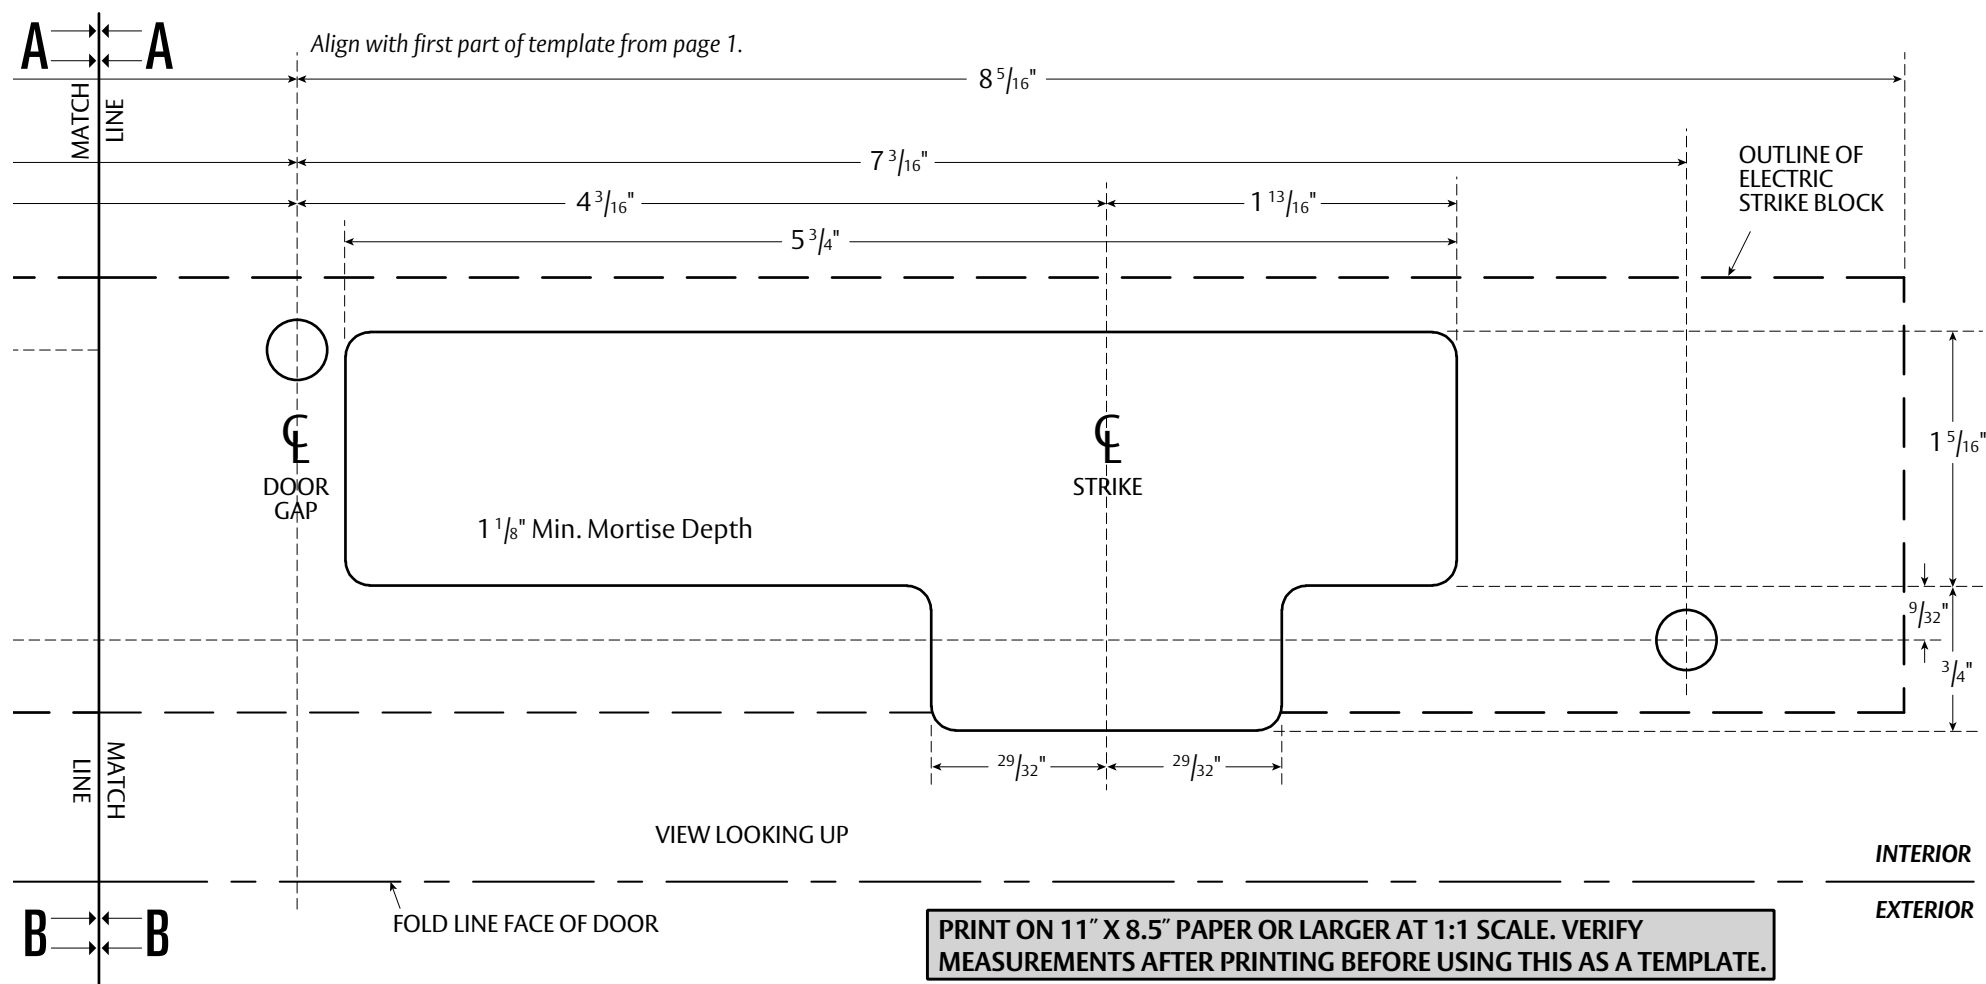 A A
Align with first part of template from page 1.
8 5/16"
MATCH
LINE
7 3/16"
OUTLINE OF
ELECTRIC
STRIKE BLOCK
4 3/16"
1 13/16"
5 3/4"
℄
DOOR
GAP
℄
STRIKE
1 5/16"
1 1/8" Min. Mortise Depth
9/32"
3/4"
MATCH
LINE
29/32"
29/32"
VIEW LOOKING UP
INTERIOR
B B
FOLD LINE FACE OF DOOR
EXTERIOR
PRINT ON 11″ X 8.5″ PAPER OR LARGER AT 1:1 SCALE. VERIFY
MEASUREMENTS AFTER PRINTING BEFORE USING THIS AS A TEMPLATE.